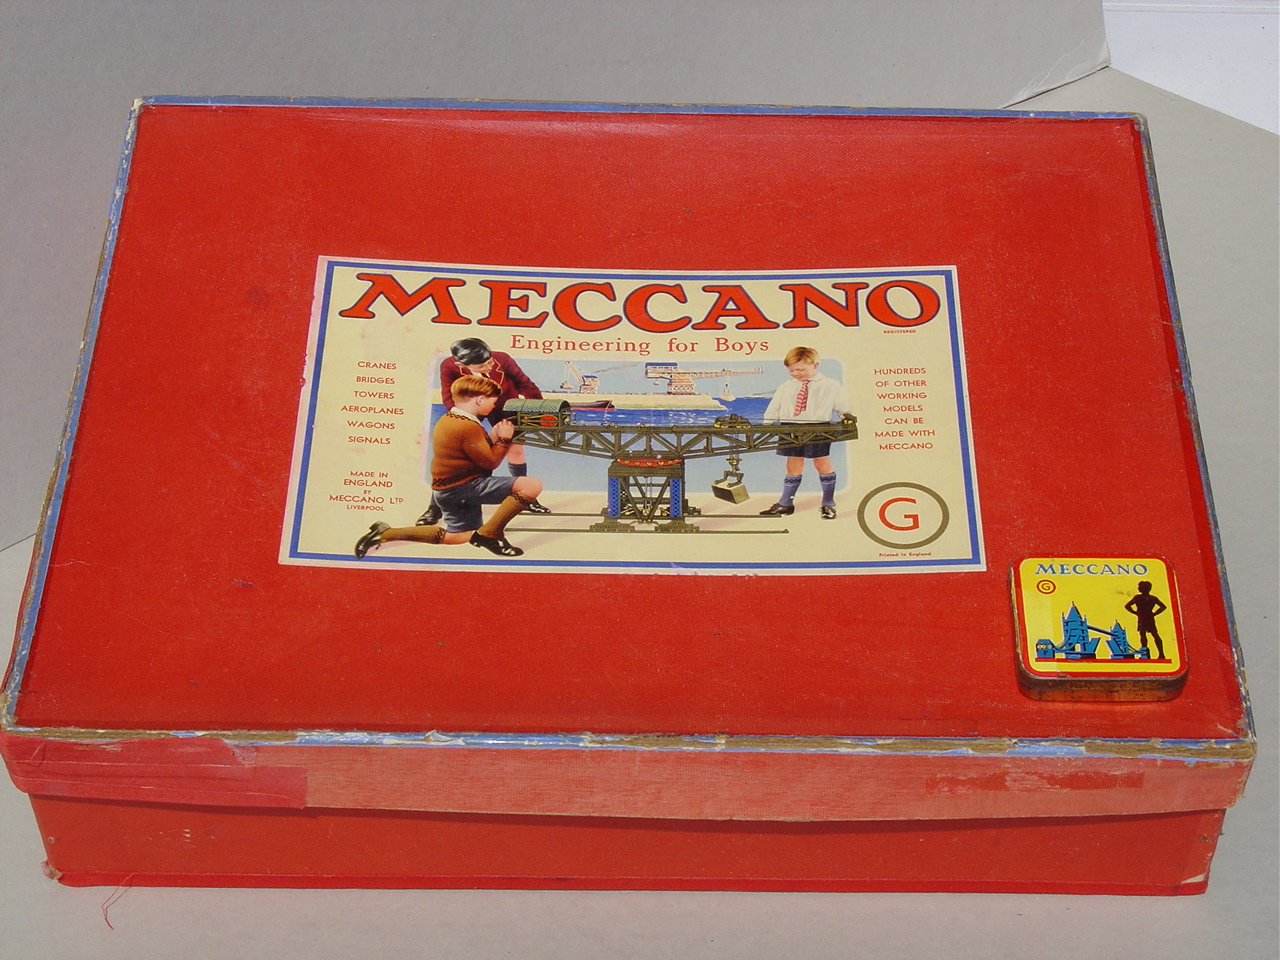 MECCANO
REGISTERED
Engineering for Boys
CRANES
BRIDGES
TOWERS
AEROPLANES
WAGONS
SIGNALS
MADE IN
ENGLAND
BY
MECCANO LTD
LIVERPOOL
HUNDREDS
OF OTHER
WORKING
MODELS
CAN BE
MADE WITH
MECCANO
G
Printed in England
MECCANO
G